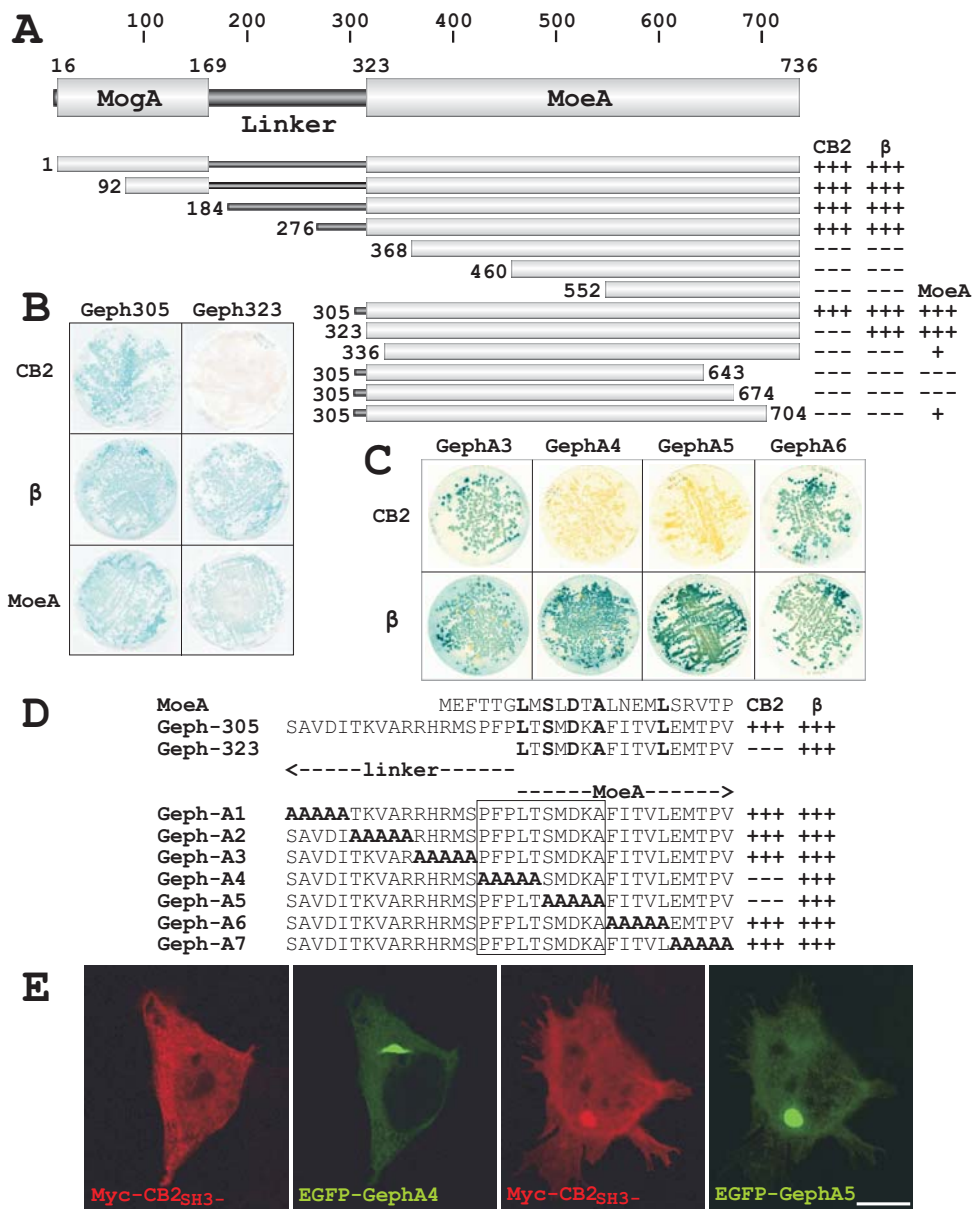 A
100 200 300 400 500 600 700
16 169 323 736
MogA MoeA
Linker
CB2 β
1 +++ +++
92 +++ +++
184 +++ +++
276 +++ +++
368 --- ---
460 --- ---
552 --- --- MoeA
305 +++ +++ +++
323 --- +++ +++
336 --- --- +
305 643 --- --- ---
305 674 --- --- ---
305 704 --- --- +
B
Geph305 Geph323
CB2
β
MoeA
C
GephA3 GephA4 GephA5 GephA6
CB2
β
D
MoeA MEFTTGLMSLDTALNEMLSRVTP CB2 β
Geph-305 SAVDITKVARRHRMSPFPLTSMDKAFITVLEMTPV +++ +++
Geph-323 LTSMDKAFITVLEMTPV --- +++
<-----linker------
------MoeA------>
Geph-A1 AAAAATKVARRHRMSPFPLTSMDKAFITVLEMTPV +++ +++
Geph-A2 SAVDIAAAAARHRMSPFPLTSMDKAFITVLEMTPV +++ +++
Geph-A3 SAVDITKVARAAAAAPFPLTSMDKAFITVLEMTPV +++ +++
Geph-A4 SAVDITKVARRHRMSAAAAASMDKAFITVLEMTPV --- +++
Geph-A5 SAVDITKVARRHRMSPFPLTAAAAAFITVLEMTPV --- +++
Geph-A6 SAVDITKVARRHRMSPFPLTSMDKAAAAAAEMTPV +++ +++
Geph-A7 SAVDITKVARRHRMSPFPLTSMDKAFITVLAAAAA +++ +++
E
Myc-CB2SH3- EGFP-GephA4 Myc-CB2SH3- EGFP-GephA5